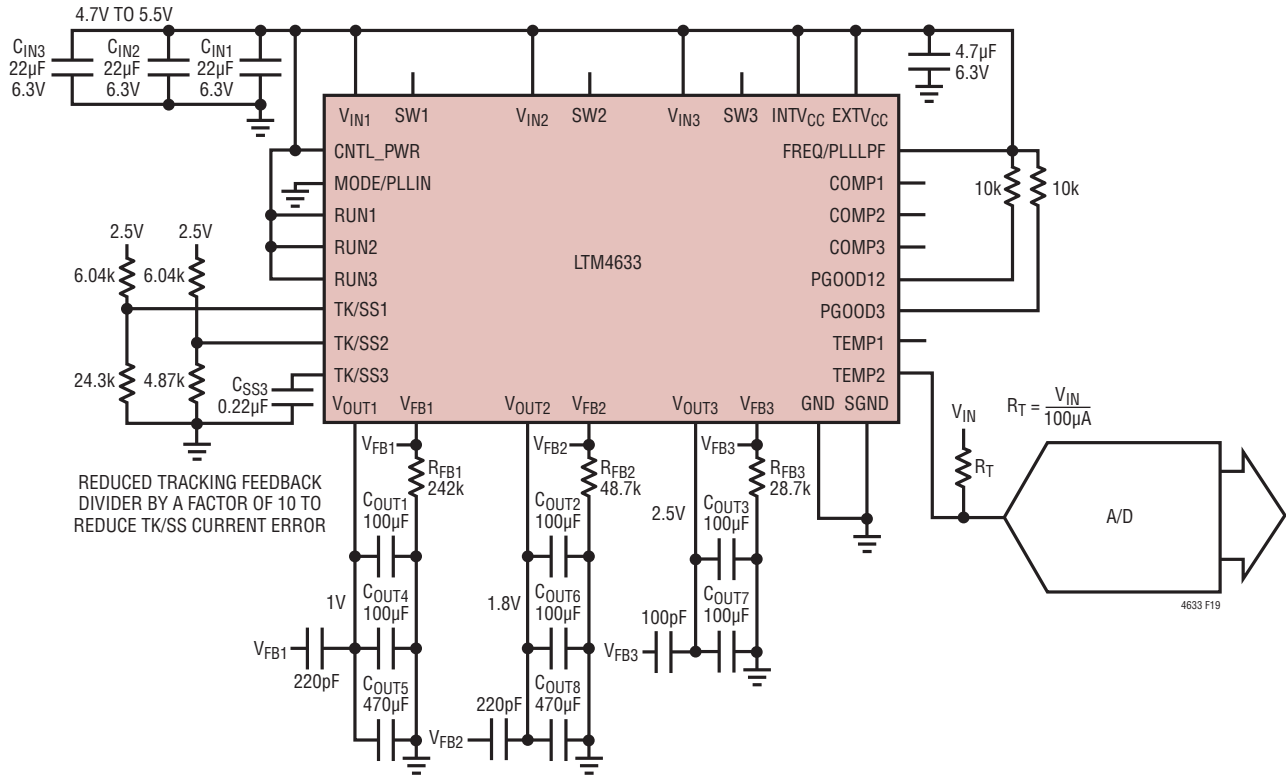 4.7V TO 5.5V
CIN3
22µF
6.3V
CIN2
22µF
6.3V
CIN1
22µF
6.3V
4.7µF
6.3V
VIN1
SW1
VIN2
SW2
VIN3
SW3
INTVCC
EXTVCC
CNTL_PWR
MODE/PLLIN
RUN1
RUN2
RUN3
TK/SS1
TK/SS2
TK/SS3
LTM4633
FREQ/PLLLPF
COMP1
COMP2
COMP3
PGOOD12
PGOOD3
TEMP1
TEMP2
10k
10k
2.5V
2.5V
6.04k
6.04k
24.3k
4.87k
CSS3
0.22µF
VOUT1
VFB1
VOUT2
VFB2
VOUT3
VFB3
GND
SGND
REDUCED TRACKING FEEDBACK
DIVIDER BY A FACTOR OF 10 TO
REDUCE TK/SS CURRENT ERROR
VFB1
RFB1
242k
COUT1
100µF
1V
COUT4
100µF
VFB1
220pF
COUT5
470µF
VFB2
RFB2
48.7k
COUT2
100µF
1.8V
COUT6
100µF
220pF
COUT8
470µF
VFB2
VFB3
RFB3
28.7k
2.5V
COUT3
100µF
COUT7
100µF
100pF
VFB3
VIN
RT
RT = VIN
100µA
A/D
4633 F19